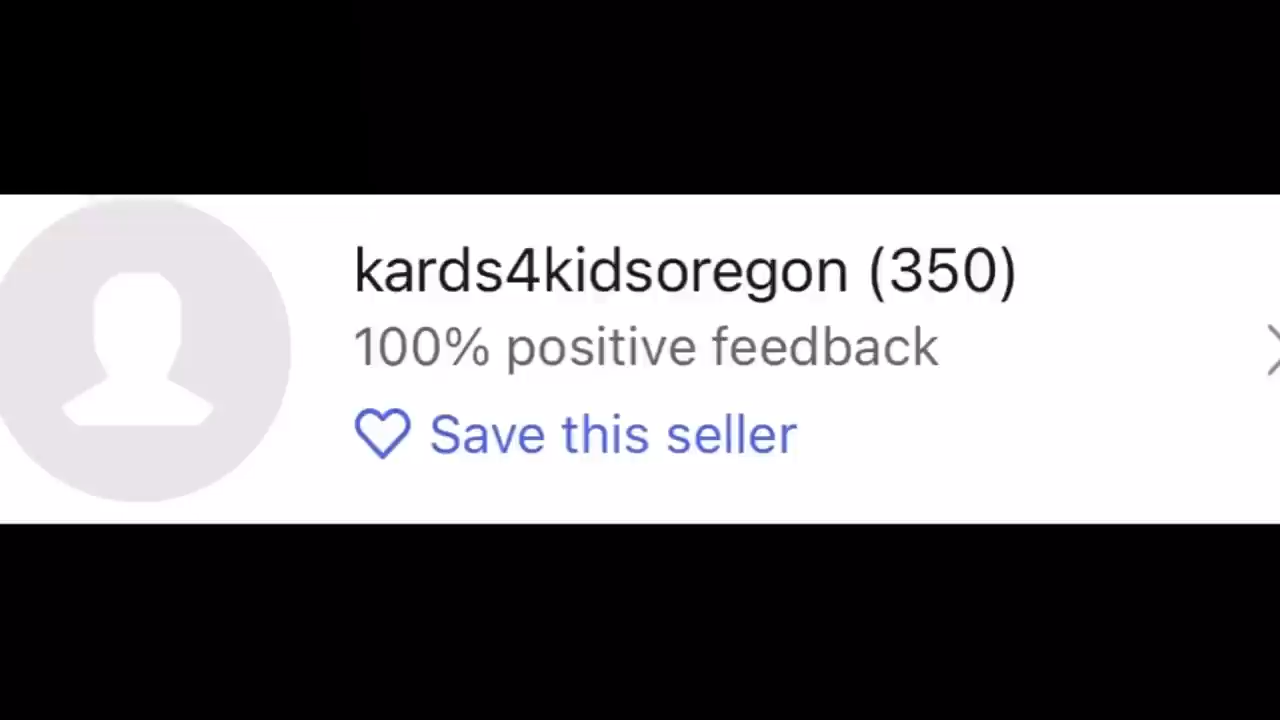 kards4kidsoregon (350)
100% positive feedback
Save this seller